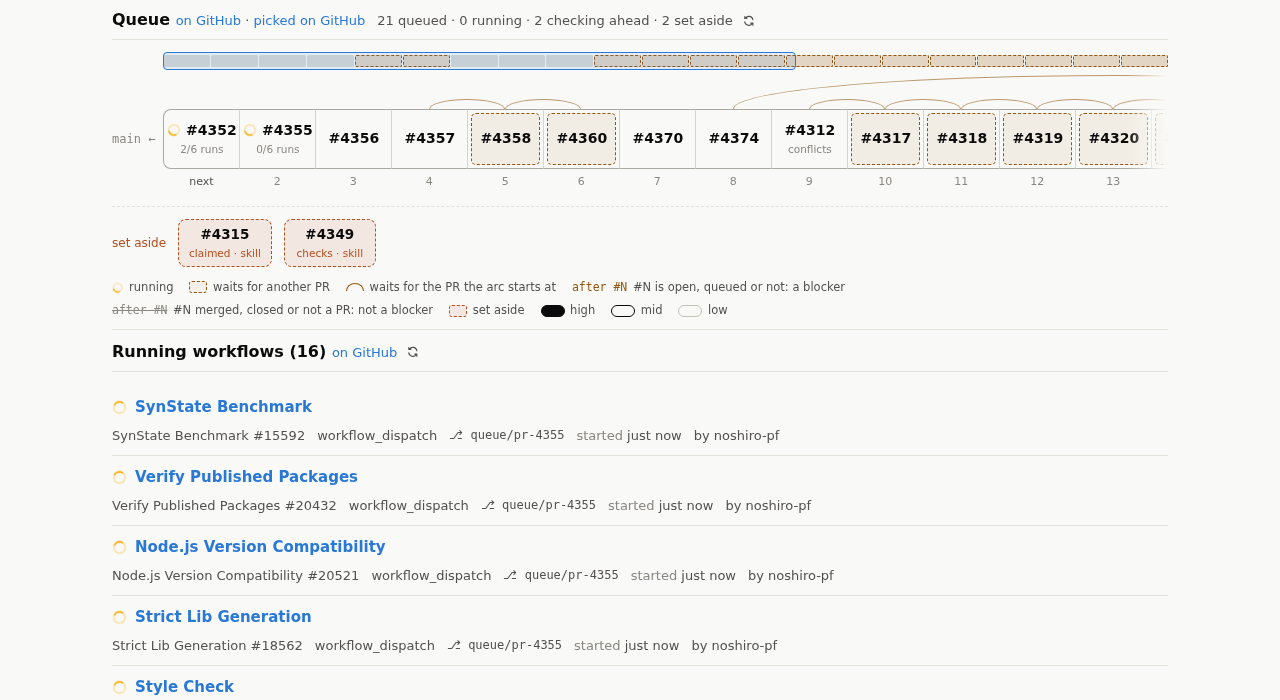 Queue on GitHub · picked on GitHub 21 queued · 0 running · 2 checking ahead · 2 set aside
main ← #4352 #4355 #4356 #4357 #4358 #4360 #4370 #4374 #4312 #4317 #4318 #4319 #4320
2/6 runs 0/6 runs conflicts
next 2 3 4 5 6 7 8 9 10 11 12 13
set aside #4315 #4349
claimed · skill checks · skill
running waits for another PR waits for the PR the arc starts at after #N #N is open, queued or not: a blocker
after #N #N merged, closed or not a PR: not a blocker set aside high mid low
Running workflows (16) on GitHub
SynState Benchmark
SynState Benchmark #15592 workflow_dispatch ⎇ queue/pr-4355 started just now by noshiro-pf
Verify Published Packages
Verify Published Packages #20432 workflow_dispatch ⎇ queue/pr-4355 started just now by noshiro-pf
Node.js Version Compatibility
Node.js Version Compatibility #20521 workflow_dispatch ⎇ queue/pr-4355 started just now by noshiro-pf
Strict Lib Generation
Strict Lib Generation #18562 workflow_dispatch ⎇ queue/pr-4355 started just now by noshiro-pf
Style Check